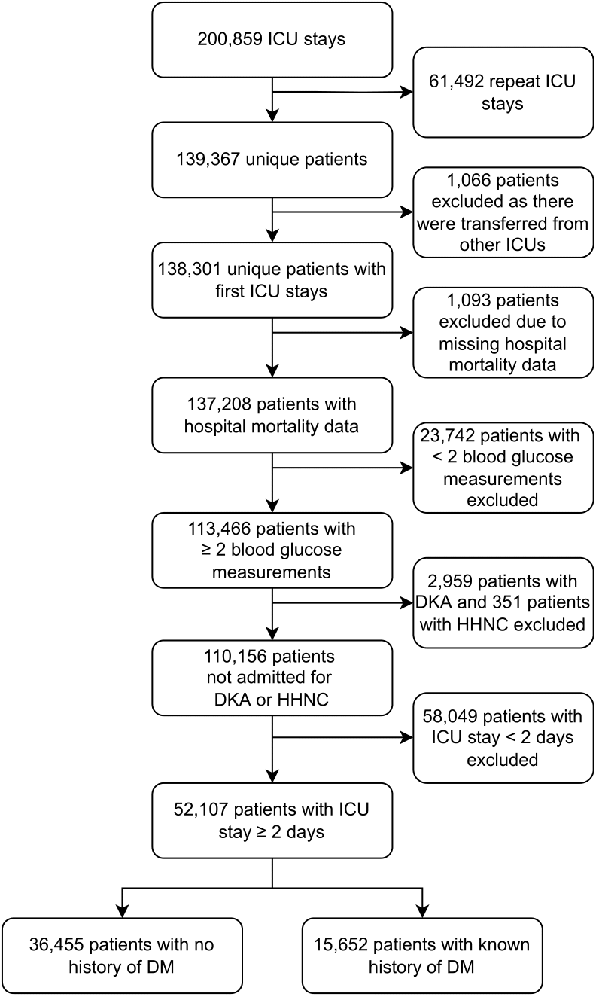 200,859 ICU stays
61,492 repeat ICU
stays
139,367 unique patients
1,066 patients
excluded as there
were transferred from
other ICUs
138,301 unique patients with
first ICU stays
1,093 patients
excluded due to
missing hospital
mortality data
137,208 patients with
hospital mortality data
23,742 patients with
< 2 blood glucose
measurements
excluded
113,466 patients with
≥ 2 blood glucose
measurements
2,959 patients with
DKA and 351 patients
with HHNC excluded
110,156 patients
not admitted for
DKA or HHNC
58,049 patients with
ICU stay < 2 days
excluded
52,107 patients with ICU
stay ≥ 2 days
36,455 patients with no
history of DM
15,652 patients with known
history of DM